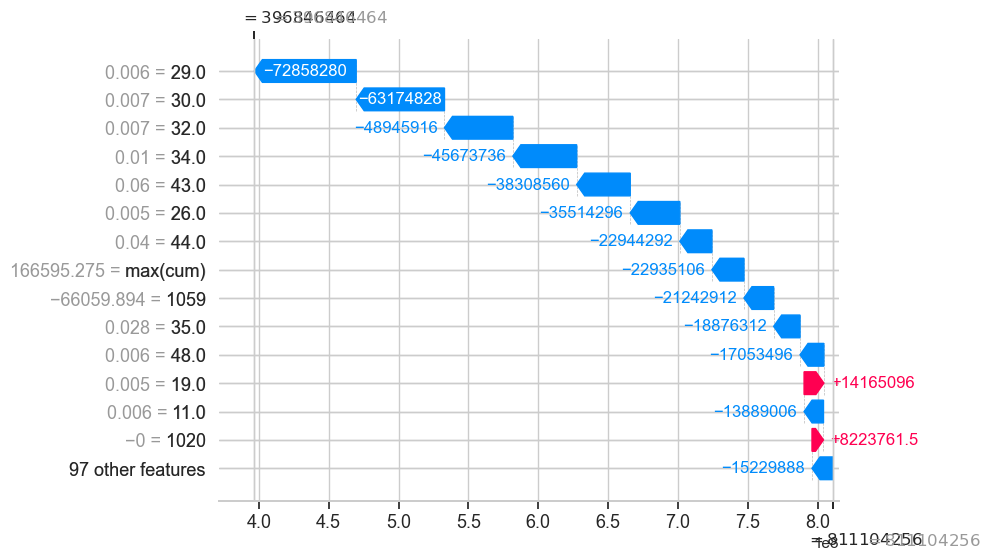 = 396846464
0.006 = 29.0 −72858280
0.007 = 30.0 −63174828
0.007 = 32.0 −48945916
0.01 = 34.0 −45673736
0.06 = 43.0 −38308560
0.005 = 26.0 −35514296
0.04 = 44.0 −22944292
166595.275 = max(cum) −22935106
−66059.894 = 1059 −21242912
0.028 = 35.0 −18876312
0.006 = 48.0 −17053496
0.005 = 19.0 +14165096
0.006 = 11.0 −13889006
−0 = 1020 +8223761.5
97 other features −15229888
4.0 4.5 5.0 5.5 6.0 6.5 7.0 7.5 8.0
1e8
= 811104256 = 811104256